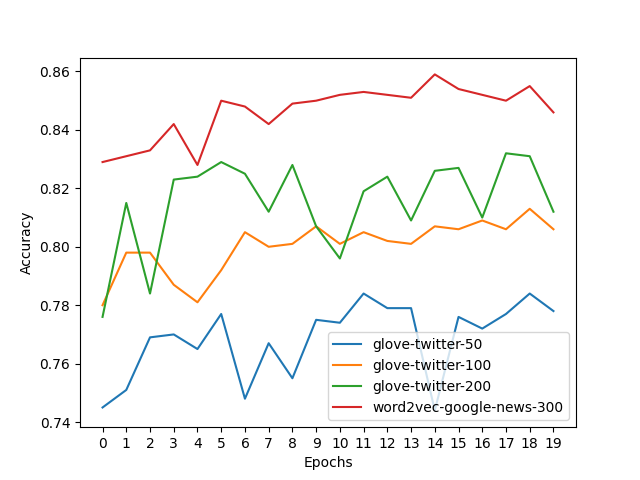 0.86
0.84
0.82
0.80
0.78
0.76
0.74
Accuracy
glove-twitter-50
glove-twitter-100
glove-twitter-200
word2vec-google-news-300
0 1 2 3 4 5 6 7 8 9 10 11 12 13 14 15 16 17 18 19
Epochs